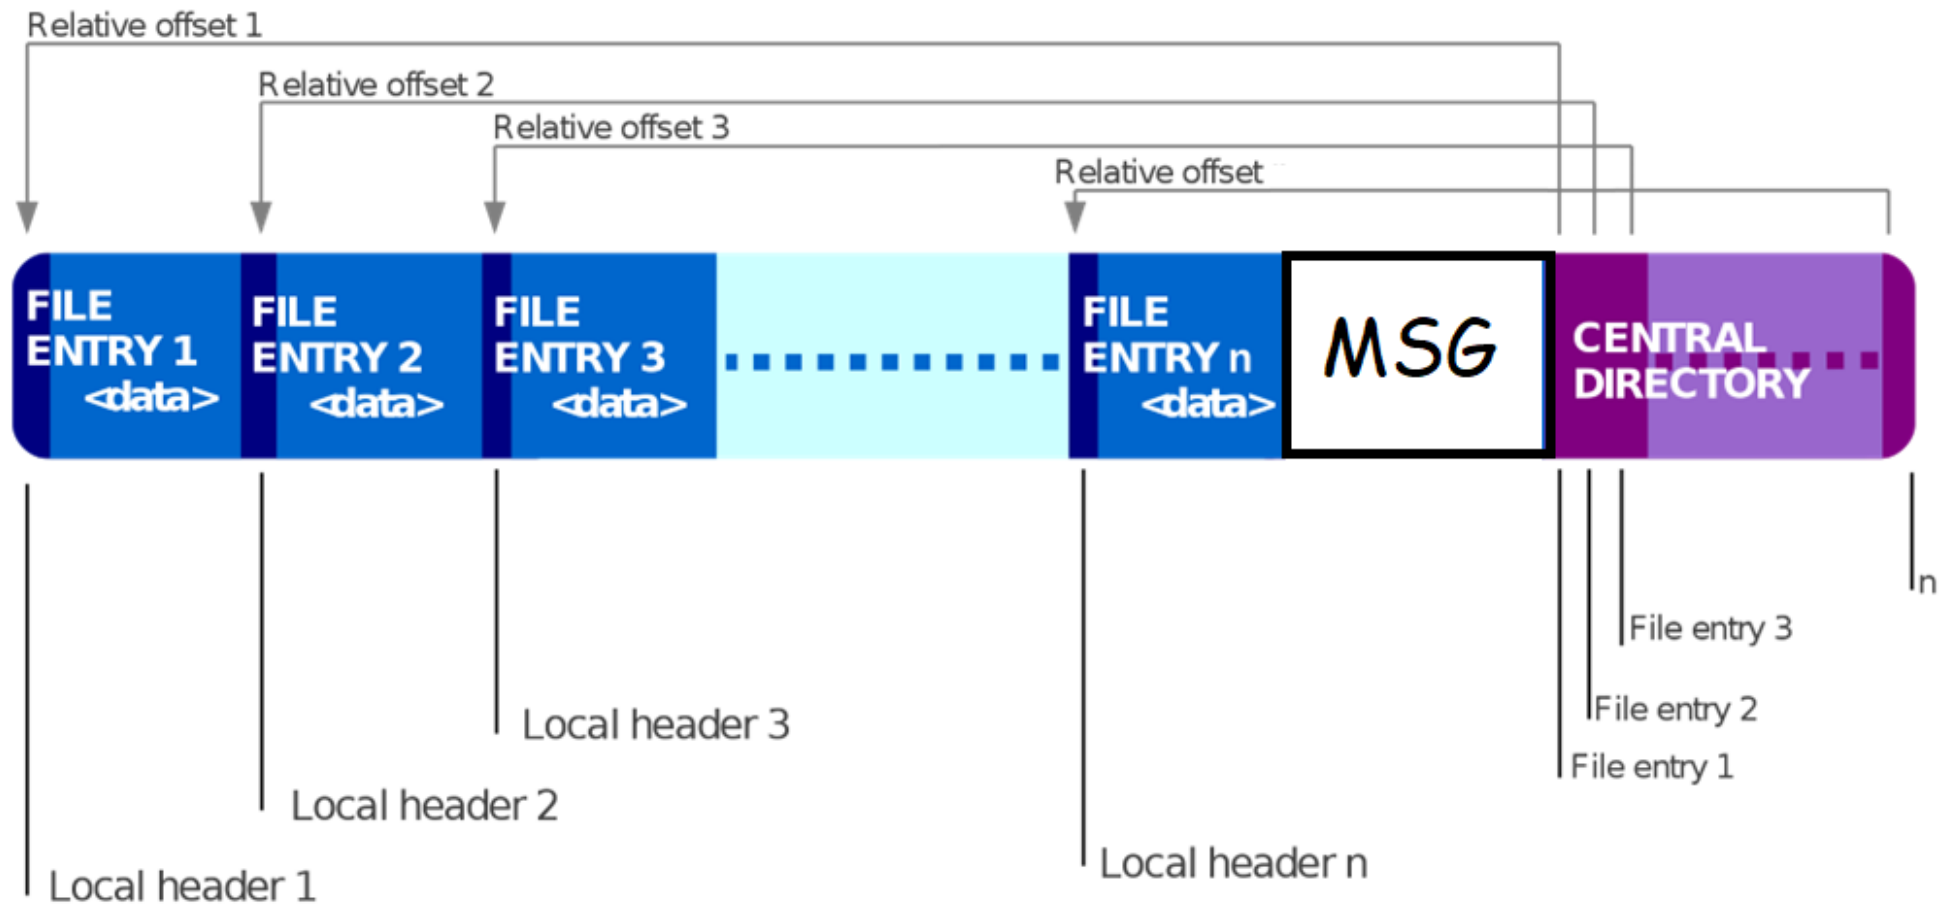 Relative offset 1
Relative offset 2
Relative offset 3
Relative offset
FILE
ENTRY 1
<data>
FILE
ENTRY 2
<data>
FILE
ENTRY 3
<data>
FILE
ENTRY n
<data>
MSG
CENTRAL
DIRECTORY
n
File entry 3
File entry 2
File entry 1
Local header 3
Local header 2
Local header n
Local header 1